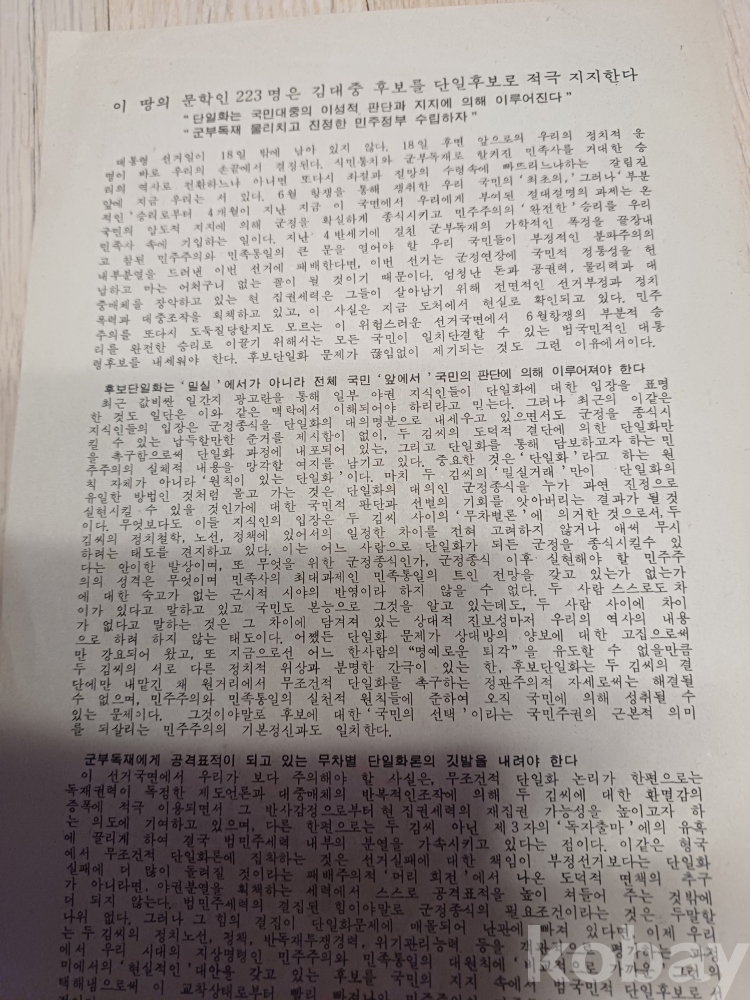 이 땅의 문학인 223명은 김대중 후보를 단일후보로 적극 지지한다
"단일화는 국민대중의 이성적 판단과 지지에 의해 이루어진다"
"군부독재 물리치고 진정한 민주정부 수립하자"
대통령 선거일이 18일 밖에 남아 있지 않다. 18일 후면 앞으로의 우리의 정치적 운
명이 바로 우리의 손끝에서 결정된다. 식민통치와 군부독재로 할퀴진 민족사를 거대한 승
리의 역사로 전환하느냐 아니면 또다시 좌절과 절망의 수렁속에 빠뜨리느냐하는 갈림길
앞에 지금 우리는 서 있다. 6월 항쟁을 통해 쟁취한 우리 국민의 '최초의, 그러나 '부분
적인'승리로부터 4개월이 지난 지금 이 국면에서 우리에게 부여된 절대절명의 과제는 온
국민의 압도적 지지에 의해 군정을 확실하게 종식시키고 민주주의의 '완전한'승리를 우리
민족사 속에 기입하는 일이다. 지난 4반세기에 걸친 군부독재의 가학적인 폭정을 끝장내
고 참된 민주주의와 민족통일의 큰 문을 열어야 할 우리 국민들이 부정적인 분파주의의
내부분열을 드러낸 이번 선거에 패배한다면, 이번 선거는 군정연장에 국민적 정통성을 헌
납하고 마는 어처구니 없는 꼴이 될 것이기 때문이다. 엄청난 돈과 공권력, 물리력과 대
중매체를 장악하고 있는 현 집권세력은 그들이 살아남기 위해 전면적인 선거부정과 정치
폭력과 대중조작을 획책하고 있고, 이 사실은 지금 도처에서 현실로 확인되고 있다. 민주
주의를 또다시 도둑질당할지도 모르는 이 위험스러운 선거국면에서 6월항쟁의 부분적 승
리를 완전한 승리로 이끌기 위해서는 모든 국민이 일치단결할 수 있는 범국민적인 대통
령후보를 내세워야 한다. 후보단일화 문제가 끊임없이 제기되는 것도 그런 이유에서이다.
후보단일화는 '밀실'에서가 아니라 전체 국민'앞에서'국민의 판단에 의해 이루어져야 한다
최근 값비싼 일간지 광고란을 통해 일부 야권 지식인들이 단일화에 대한 입장을 표명
한 것도 일단은 이와 같은 맥락에서 이해되어야 하리라고 믿는다. 그러나 최근의 이같은
지식인들의 입장은 군정종식을 단일화의 대의명분으로 내세우고 있으면서도 군정을 종식시
킬 수 있는 납득할만한 준거를 제시함이 없이, 두 김씨의 도덕적 결단에 의한 단일화만
을 촉구함으로써 단일화 과정에 내포되어 있는, 그리고 단일화를 통해 담보하고자 하는 민
주주의의 실체적 내용을 망각할 여지를 남기고 있다. 중요한 것은'단일화'라고 하는 원
칙 자체가 아니라'원칙이 있는 단일화'이다. 마치 두 김씨의'밀실거래'만이 단일화의
유일한 방법인 것처럼 몰고 가는 것은 단일화의 대의인 군정종식을 누가 과연 진정으로
실현시킬 수 있을 것인가에 대한 국민적 판단과 선별의 기회를 앗아버리는 결과가 될 것
이다. 무엇보다도 이들 지식인의 입장은 두 김씨 사이의 '무차별론'에 의거한 것으로서, 두
김씨의 정치철학, 노선, 정책에 있어서의 일정한 차이를 전혀 고려하지 않거나 애써 무시
하려는 태도를 견지하고 있다. 이는 어느 사람으로 단일화가 되든 군정을 종식시킬수 있
다는 안이한 발상이며, 또 무엇을 위한 군정종식인가, 군정종식 이후 실현해야 할 민주주
의의 성격은 무엇이며 민족사의 최대과제인 민족통일의 트인 전망을 갖고 있는가 없는가
에 대한 숙고가 없는 근시적 시야의 반영이라 하지 않을 수 없다. 두 사람 스스로도 차
이가 있다고 말하고 있고 국민도 본능으로 그것을 알고 있는데도, 두 사람 사이에 차이
가 없다고 말하는 것은 그 차이에 담겨져 있는 상대적 진보성마저 우리의 역사의 내용
으로 하려 하지 않는 태도이다. 어쨌든 단일화 문제가 상대방의 양보에 대한 고집으로써
만 강요되어 왔고, 또 지금으로선 어느 한사람의 "명예로운 퇴각"을 유도할 수 없을만큼
두 김씨의 서로 다른 정치적 위상과 분명한 간극이 있는 한, 후보단일화는 두 김씨의 결
단에만 내맡긴 채 원거리에서 무조건적 단일화를 촉구하는 정관주의적 자세로써는 해결될
수 없으며, 민주주의와 민족통일의 실천적 원칙들에 준하여 오직 국민에 의해 성취될 수
있는 문제이다. 그것이야말로 후보에 대한'국민의 선택'이라는 국민주권의 근본적 의미
를 되살리는 민주주의의 기본정신과도 일치한다.
군부독재에게 공격표적이 되고 있는 무차별 단일화론의 깃발을 내려야 한다
이 선거국면에서 우리가 보다 주의해야 할 사실은, 무조건적 단일화 논리가 한편으로는
독재권력이 독점한 제도언론과 대중매체의 반복적인조작에 의해 두 김씨에 대한 환멸감의
증폭에 적극 이용되면서 그 반사감정으로부터 현 집권세력의 재집권 가능성을 높이고자 하
는 의도에 기여하고 있으며, 다른 한편으로는 두 김씨 아닌 제3자의 '독자출마'에의 유혹
에 끌리게 하여 결국 범민주세력 내부의 분열을 가속시키고 있다는 점이다. 이같은 형국
에서 무조건적 단일화론에 집착하는 것은 선거실패에 대한 책임이 부정선거보다는 단일화
실패에 더 많이 돌려질 것이라는 패배주의적'머리 회전'에서 나온 도덕적 면책의 추구
가 아니라면, 야권분열을 획책하는 세력에서 스스로 공격표적을 높이 쳐들어 주는 것밖에
더 되지 않는다. 범민주세력의 결집된 힘이야말로 군정종식의 필요조건이라는 것은 두말할
나위 없다. 그러나 그 힘의 결집이 단일화문제에 매몰되어 난관에 빠져 있다면 이제 우리
는 두 김씨의 정치노선, 정책, 반독재투쟁경력, 위기관리능력 등을 평가하는 과정
에서 우리 시대의 지상명령인 민주주의와 민족통일의 대원칙에 가까운 그런 의
미에서의'현실적인'대안을 갖고 있는 후보를 국민의 지지 속에서 범국민적 단일후보로 선
택해냄으로써 이 교착상태로부터
kobay